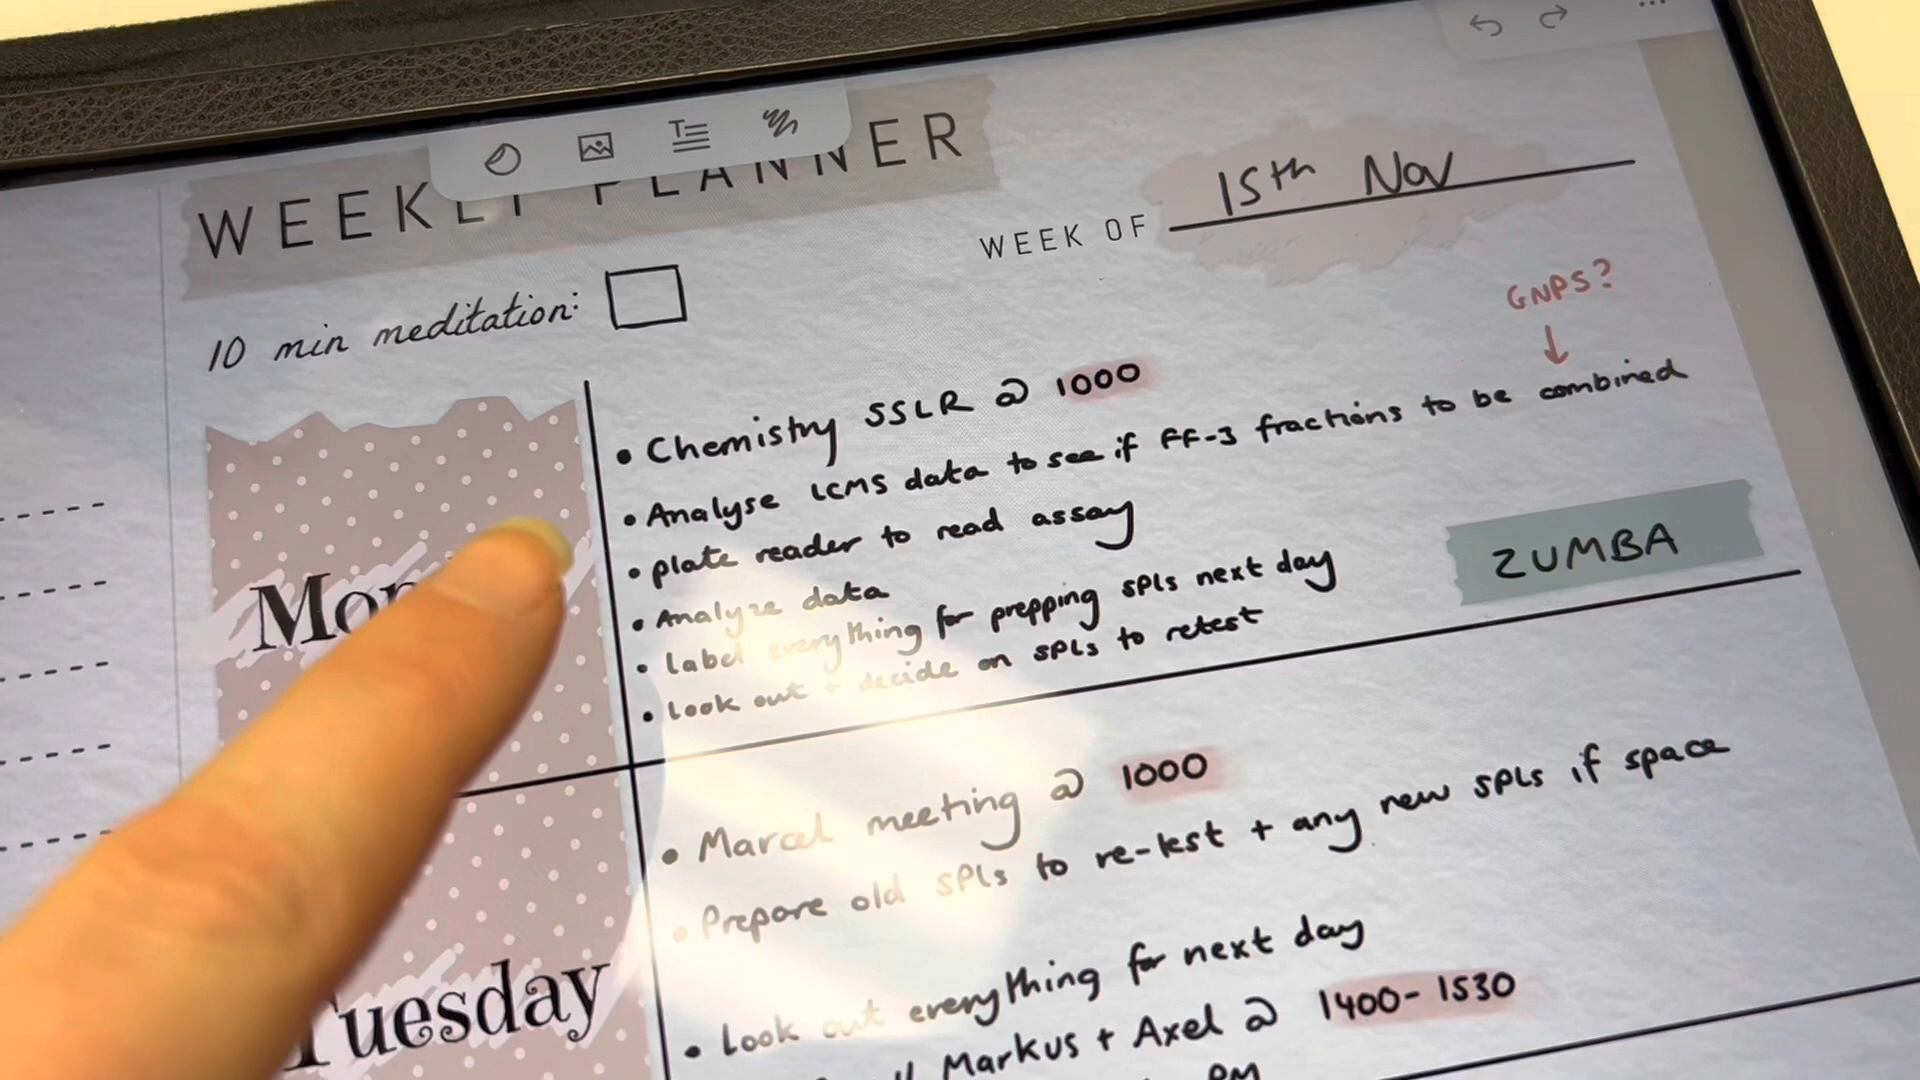 WEEKLY PLANNER
WEEK OF 15th Nov
10 min meditation:
GNPS?
• Chemistry SSLR @ 1000
• Analyse LCMS data to see if FF-3 fractions to be combined
• plate reader to read assay
• Analyze data
• label everything for prepping SPLs next day
• look out + decide on SPLs to retest
ZUMBA
Mon
• Marcel meeting @ 1000
• Prepare old SPLs to re-test + any new SPLs if space
• Look out everything for next day
Markus + Axel @ 1400-1530
PM
Tuesday